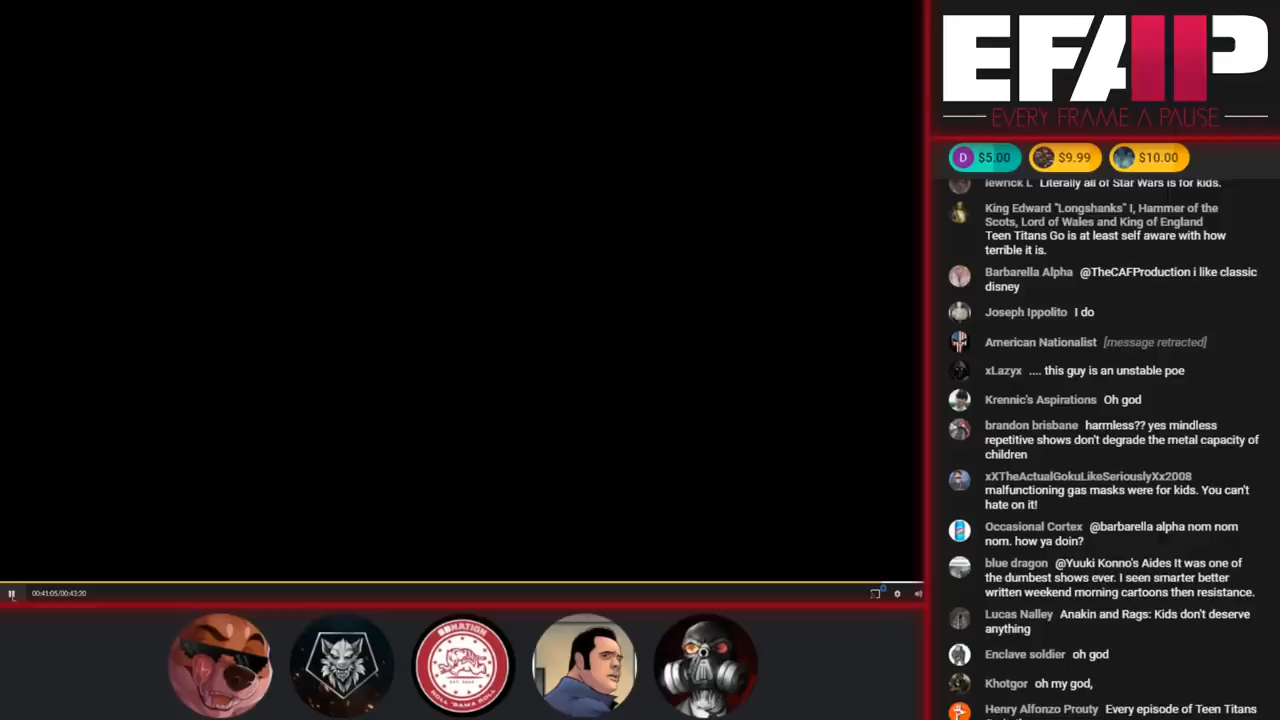 EFAP
EVERY FRAME A PAUSE
D $5.00 $9.99 $10.00
lewrick L Literally all of Star Wars is for kids.
King Edward "Longshanks" I, Hammer of the
Scots, Lord of Wales and King of England
Teen Titans Go is at least self aware with how
terrible it is.
Barbarella Alpha @TheCAFProduction i like classic
disney
Joseph Ippolito I do
American Nationalist [message retracted]
xLazyx .... this guy is an unstable poe
Krennic's Aspirations Oh god
brandon brisbane harmless?? yes mindless
repetitive shows don't degrade the metal capacity of
children
xXTheActualGokuLikeSeriouslyXx2008
malfunctioning gas masks were for kids. You can't
hate on it!
Occasional Cortex @barbarella alpha nom nom
nom. how ya doin?
blue dragon @Yuuki Konno's Aides It was one of
the dumbest shows ever. I seen smarter better
written weekend morning cartoons then resistance.
Lucas Nalley Anakin and Rags: Kids don't deserve
anything
Enclave soldier oh god
Khotgor oh my god,
Henry Alfonzo Prouty Every episode of Teen Titans
00:41:05/00:43:20
NATION
ROLL 'BAMA ROLL